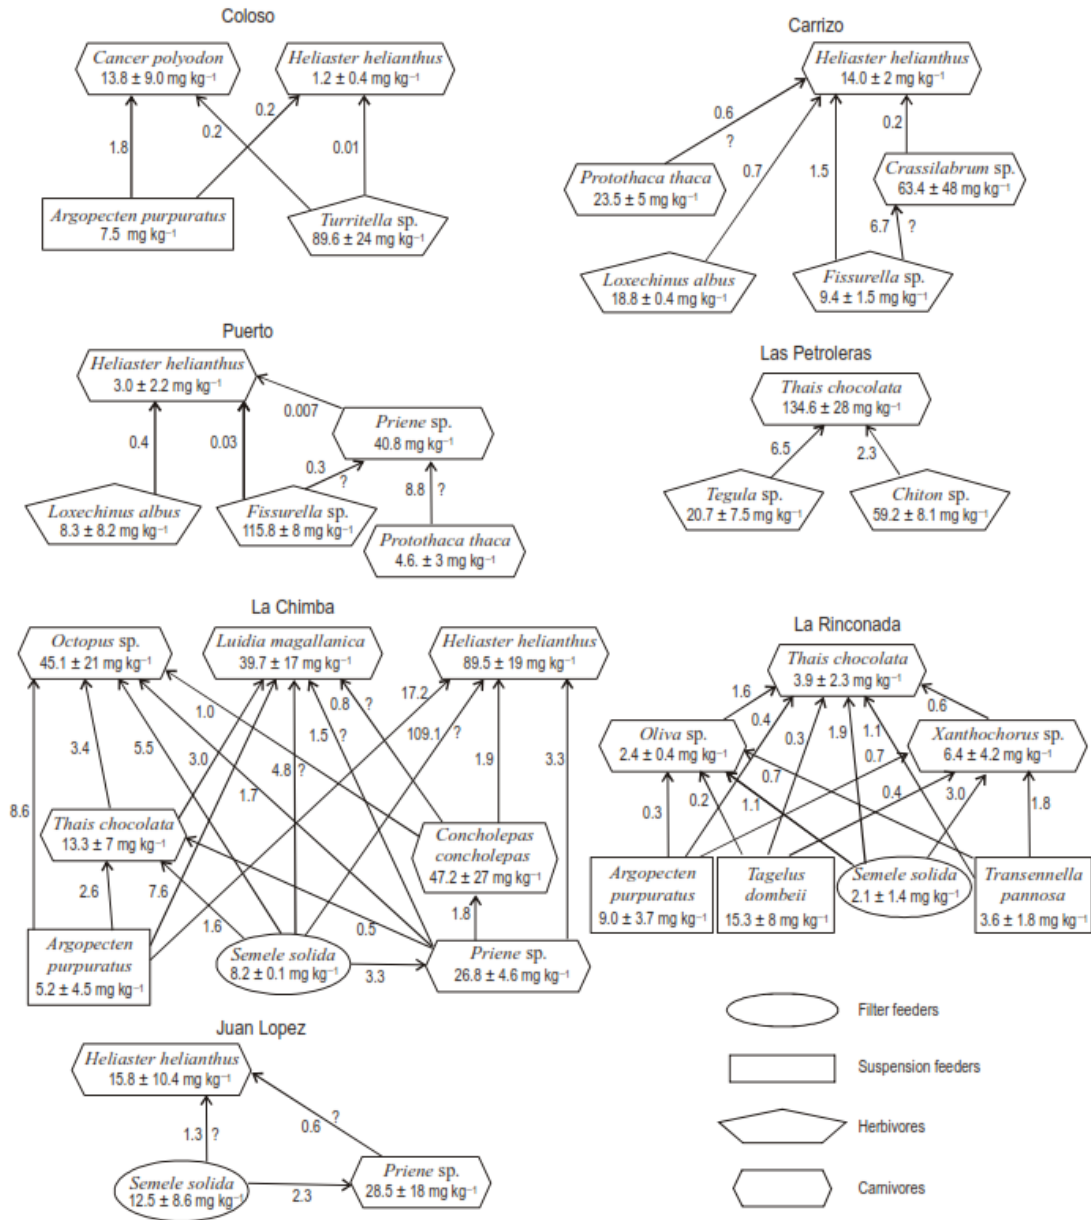 Coloso
Cancer polyodon
13.8 ± 9.0 mg kg⁻¹
Heliaster helianthus
1.2 ± 0.4 mg kg⁻¹
1.8
0.2
0.2
0.01
Argopecten purpuratus
7.5 mg kg⁻¹
Turritella sp.
89.6 ± 24 mg kg⁻¹
Carrizo
Heliaster helianthus
14.0 ± 2 mg kg⁻¹
0.6
?
0.7
1.5
0.2
Protothaca thaca
23.5 ± 5 mg kg⁻¹
Crassilabrum sp.
63.4 ± 48 mg kg⁻¹
6.7 ?
Loxechinus albus
18.8 ± 0.4 mg kg⁻¹
Fissurella sp.
9.4 ± 1.5 mg kg⁻¹
Puerto
Heliaster helianthus
3.0 ± 2.2 mg kg⁻¹
0.007
Priene sp.
40.8 mg kg⁻¹
0.4
0.03
0.3
?
8.8 ?
Loxechinus albus
8.3 ± 8.2 mg kg⁻¹
Fissurella sp.
115.8 ± 8 mg kg⁻¹
Protothaca thaca
4.6. ± 3 mg kg⁻¹
Las Petroleras
Thais chocolata
134.6 ± 28 mg kg⁻¹
6.5
2.3
Tegula sp.
20.7 ± 7.5 mg kg⁻¹
Chiton sp.
59.2 ± 8.1 mg kg⁻¹
La Chimba
Octopus sp.
45.1 ± 21 mg kg⁻¹
Luidia magallanica
39.7 ± 17 mg kg⁻¹
Heliaster helianthus
89.5 ± 19 mg kg⁻¹
1.0
0.8 ?
17.2
3.4
5.5
3.0
4.8 ?
1.5 ?
109.1 ?
1.9
3.3
8.6
1.7
Thais chocolata
13.3 ± 7 mg kg⁻¹
Concholepas
concholepas
47.2 ± 27 mg kg⁻¹
2.6
7.6
1.6
0.5
1.8
Argopecten
purpuratus
5.2 ± 4.5 mg kg⁻¹
Semele solida
8.2 ± 0.1 mg kg⁻¹
3.3
Priene sp.
26.8 ± 4.6 mg kg⁻¹
La Rinconada
Thais chocolata
3.9 ± 2.3 mg kg⁻¹
1.6
0.4
0.3
1.9
1.1
0.6
Oliva sp.
2.4 ± 0.4 mg kg⁻¹
Xanthochorus sp.
6.4 ± 4.2 mg kg⁻¹
0.7
0.7
0.3
0.2
1.1
0.4
3.0
1.8
Argopecten
purpuratus
9.0 ± 3.7 mg kg⁻¹
Tagelus
dombeii
15.3 ± 8 mg kg⁻¹
Semele solida
2.1 ± 1.4 mg kg⁻¹
Transennella
pannosa
3.6 ± 1.8 mg kg⁻¹
Juan Lopez
Heliaster helianthus
15.8 ± 10.4 mg kg⁻¹
1.3 ?
0.6 ?
Semele solida
12.5 ± 8.6 mg kg⁻¹
2.3
Priene sp.
28.5 ± 18 mg kg⁻¹
Filter feeders
Suspension feeders
Herbivores
Carnivores